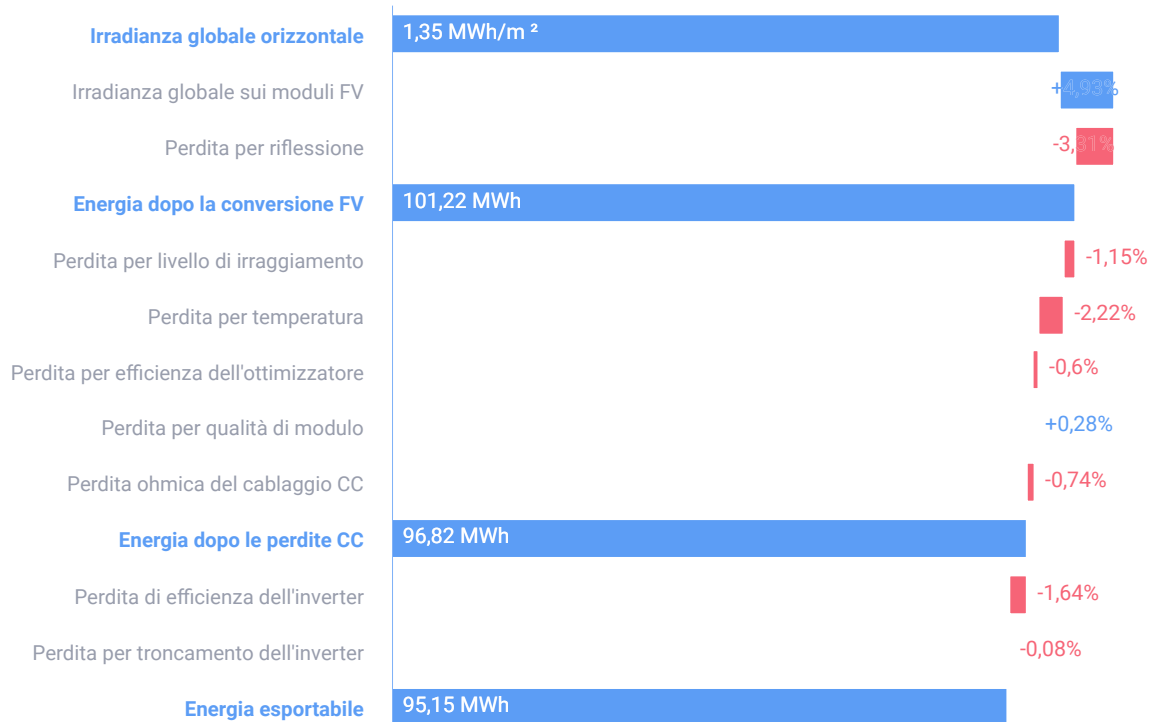 Irradianza globale orizzontale 1,35 MWh/m ²
Irradianza globale sui moduli FV +4,93%
Perdita per riflessione -3,31%
Energia dopo la conversione FV 101,22 MWh
Perdita per livello di irraggiamento -1,15%
Perdita per temperatura -2,22%
Perdita per efficienza dell'ottimizzatore -0,6%
Perdita per qualità di modulo +0,28%
Perdita ohmica del cablaggio CC -0,74%
Energia dopo le perdite CC 96,82 MWh
Perdita di efficienza dell'inverter -1,64%
Perdita per troncamento dell'inverter -0,08%
Energia esportabile 95,15 MWh